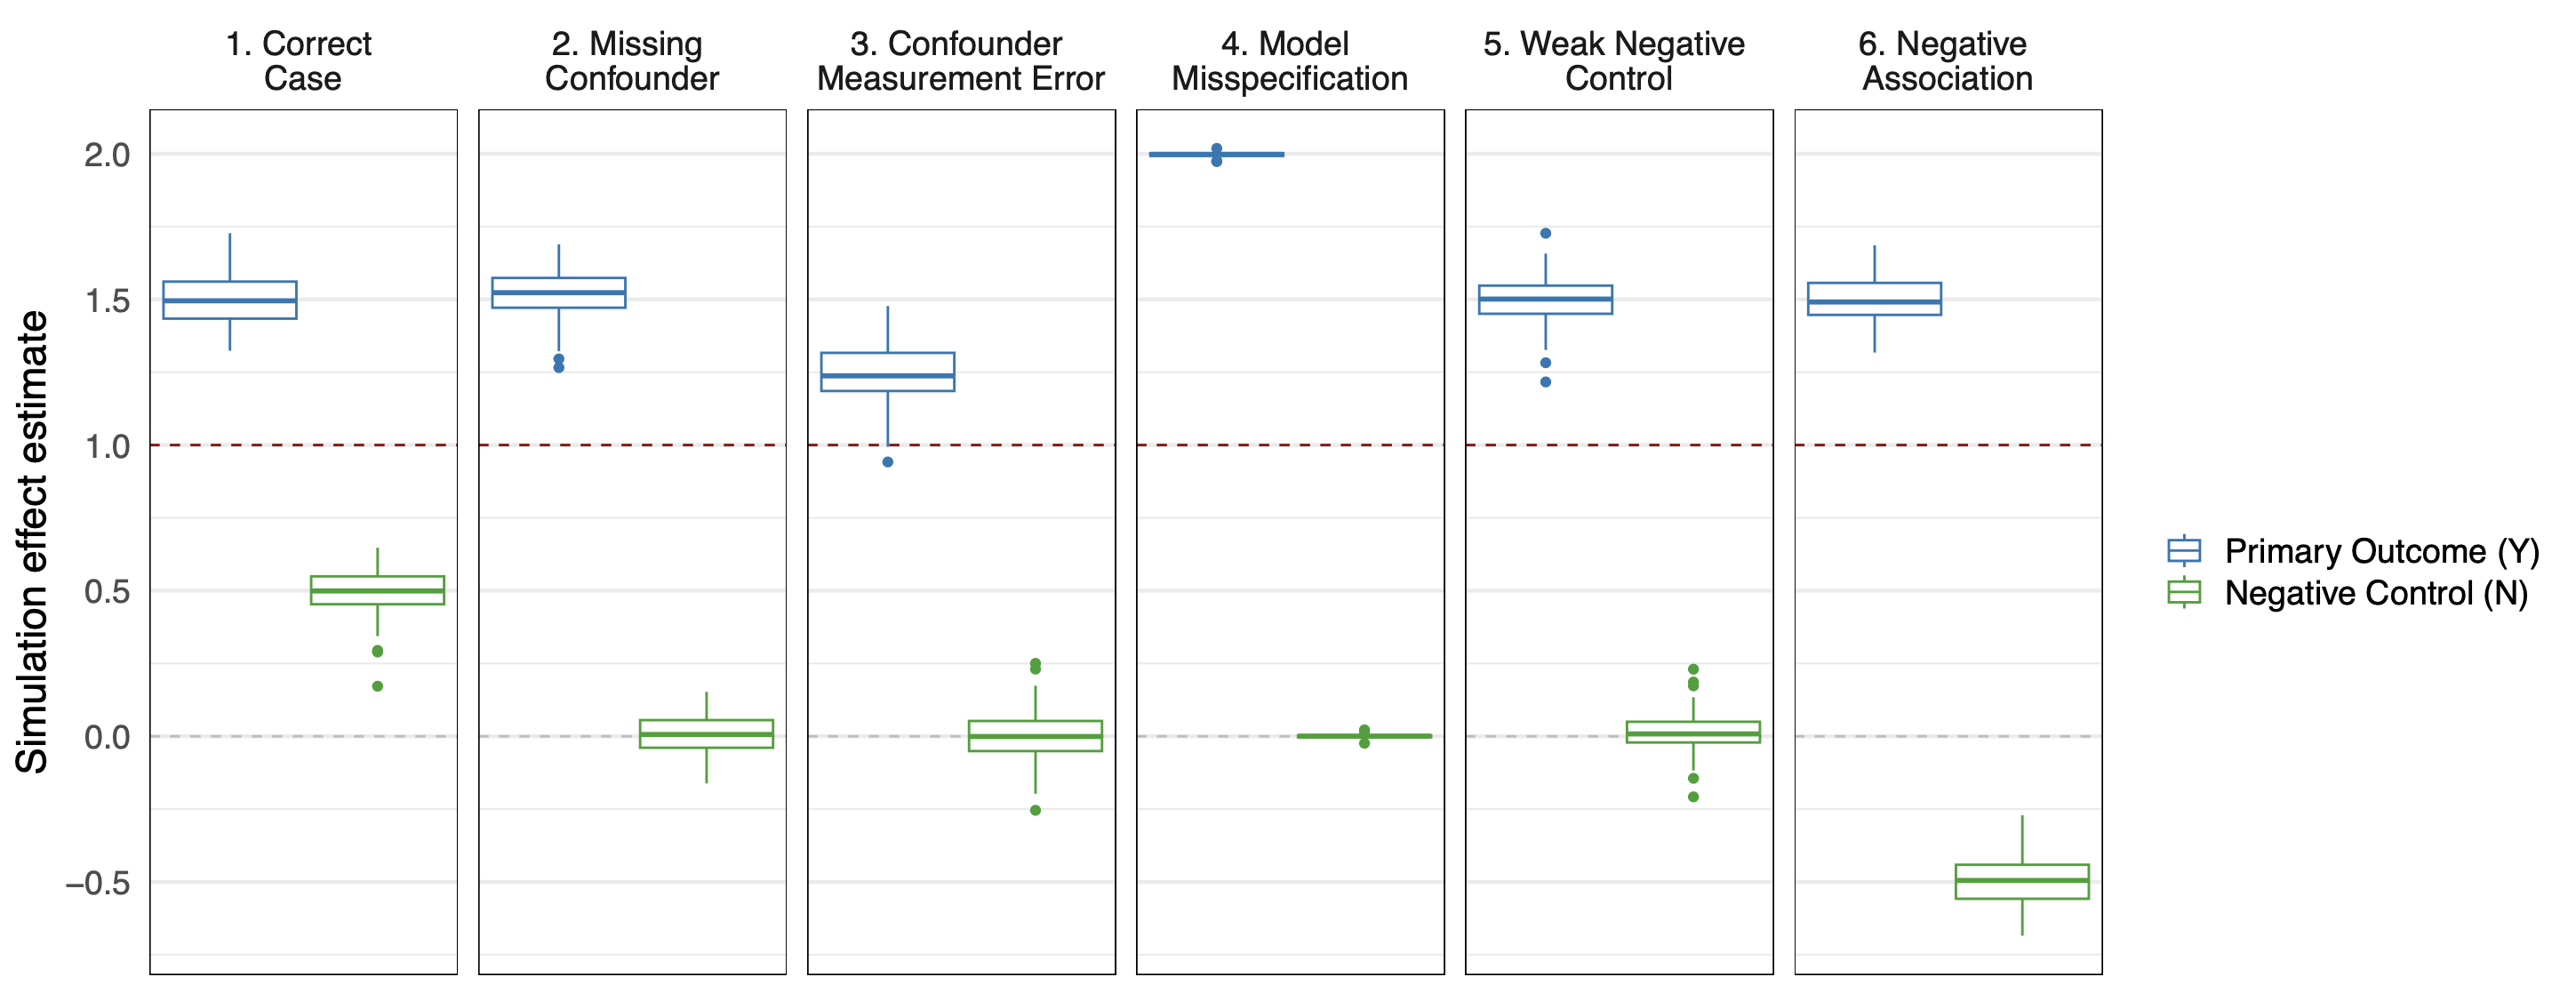 1. Correct
Case
2. Missing
Confounder
3. Confounder
Measurement Error
4. Model
Misspecification
5. Weak Negative
Control
6. Negative
Association
Simulation effect estimate
2.0
1.5
1.0
0.5
0.0
−0.5
Primary Outcome (Y)
Negative Control (N)